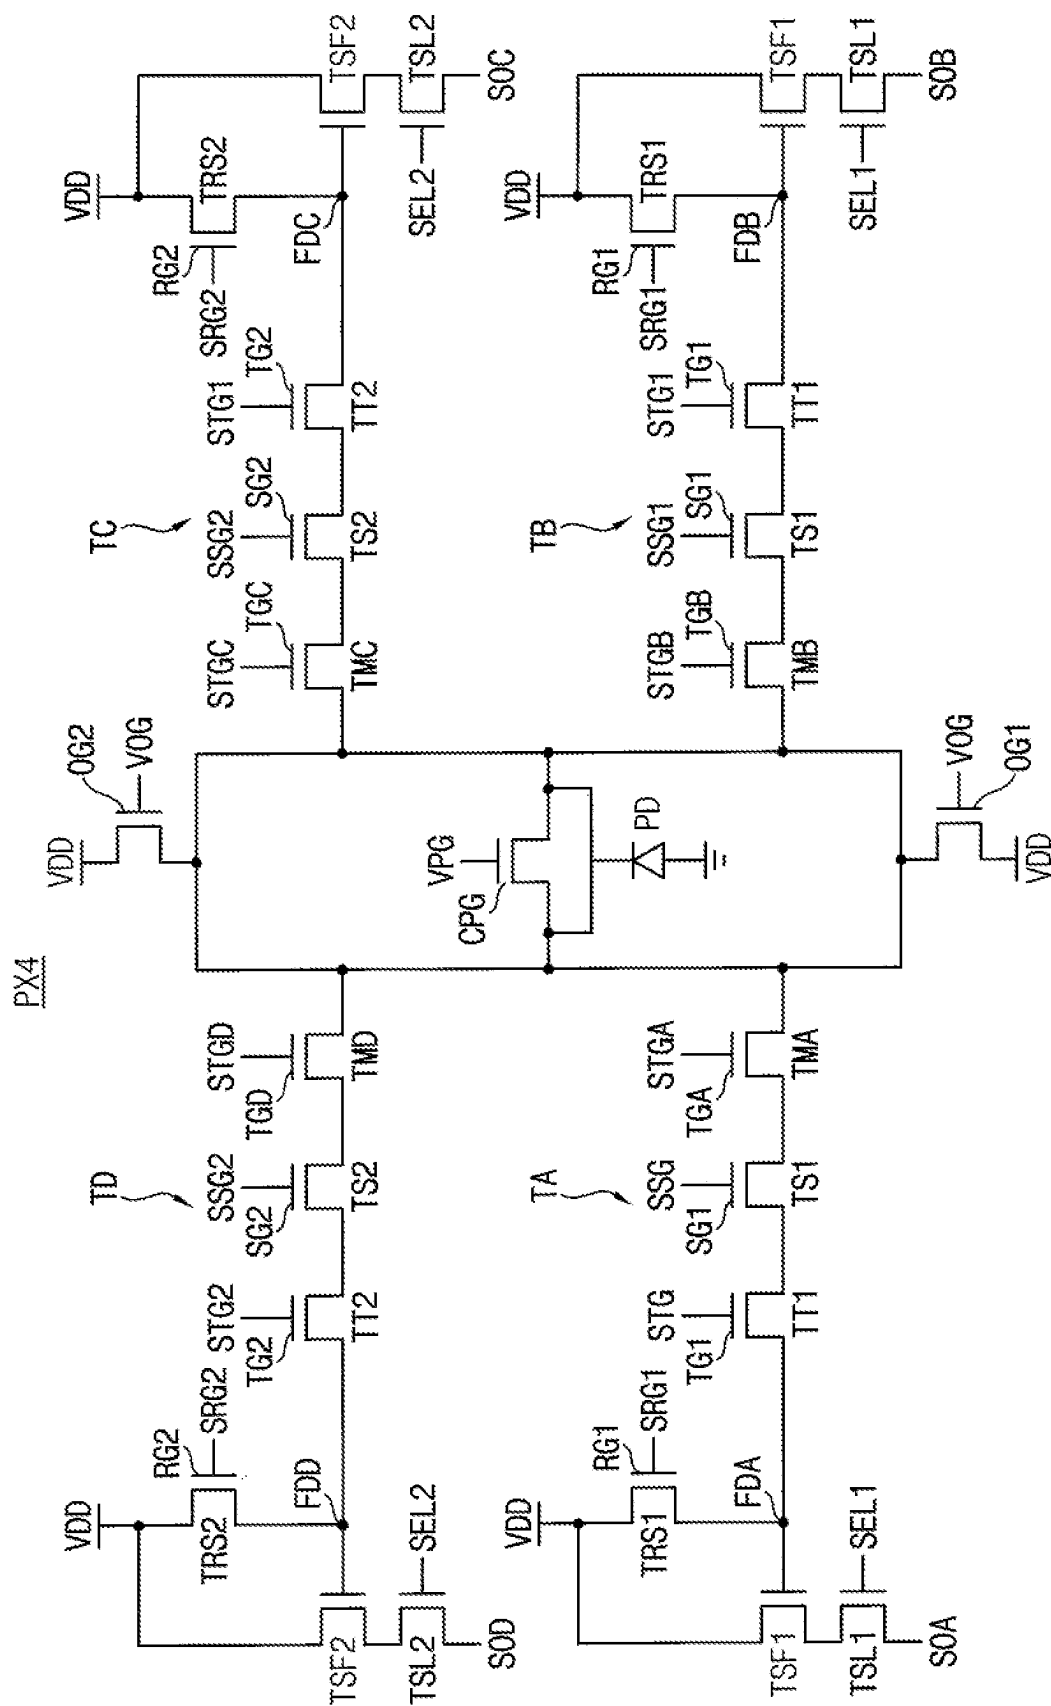 PX4
VDD
TRS2
RG2
SRG2
FDD
TSF2
TSL2
SEL2
SOD
TD
STG2
TG2
TT2
SSG2
SG2
TS2
STGD
TGD
TMD
VDD
OG2
VOG
TC
STGC
TGC
TMC
SSG2
SG2
TS2
STG1
TG2
TT2
VDD
TRS2
RG2
SRG2
FDC
TSF2
TSL2
SEL2
SOC
VPG
CPG
PD
VDD
TRS1
RG1
SRG1
FDA
TSF1
TSL1
SEL1
SOA
TA
STG
TG1
TT1
SSG
SG1
TS1
STGA
TGA
TMA
VDD
OG1
VOG
TB
STGB
TGB
TMB
SSG1
SG1
TS1
STG1
TG1
TT1
VDD
TRS1
RG1
SRG1
FDB
TSF1
TSL1
SEL1
SOB